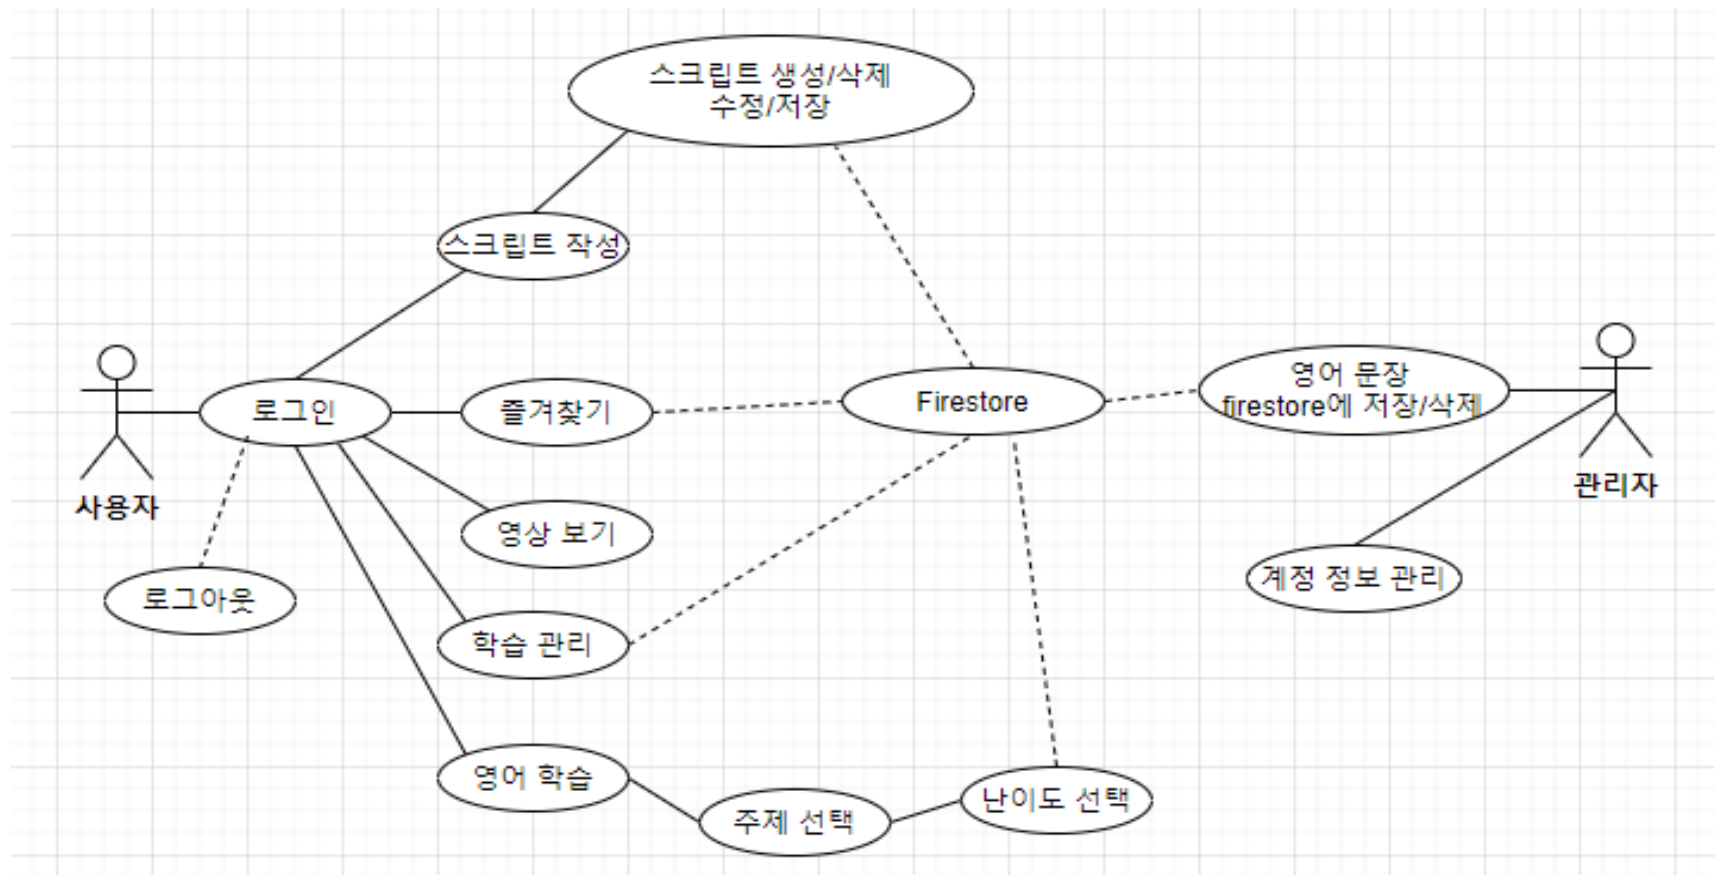 스크립트 생성/삭제
수정/저장
스크립트 작성
로그인
즐겨찾기
Firestore
영어 문장
firestore에 저장/삭제
사용자
관리자
영상 보기
로그아웃
계정 정보 관리
학습 관리
영어 학습
주제 선택
난이도 선택